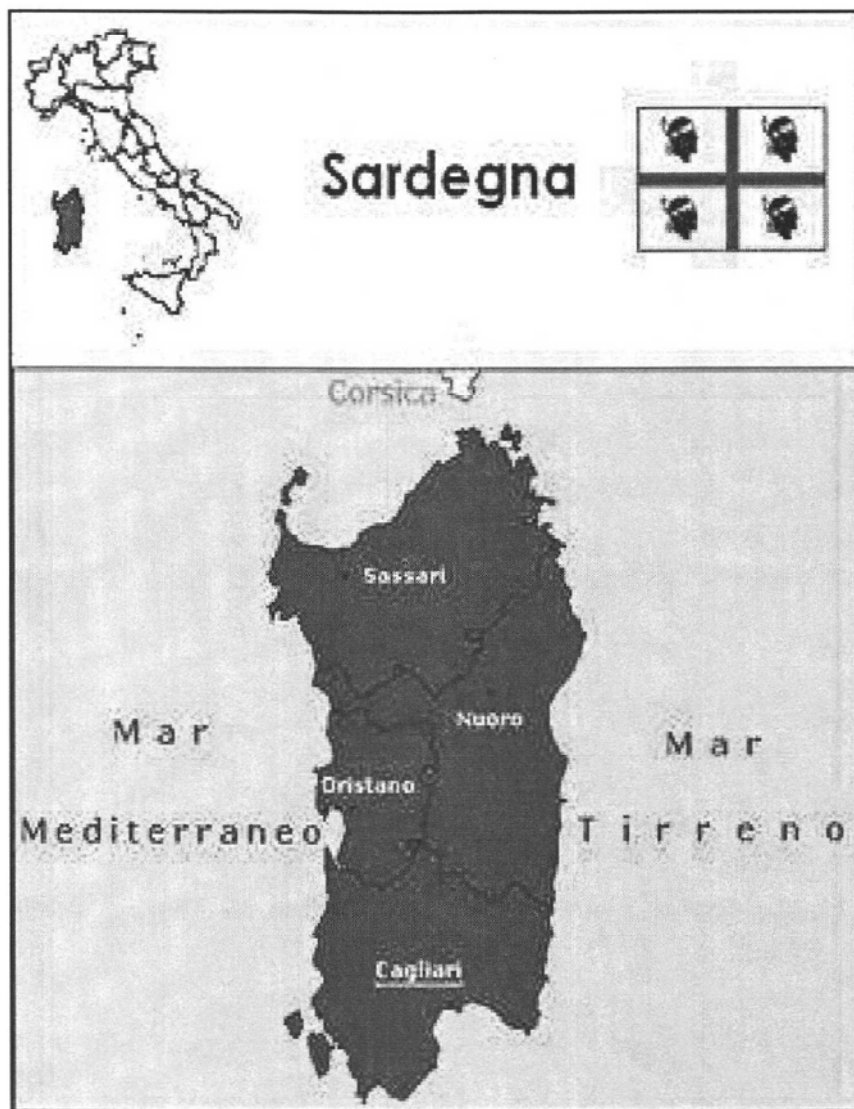 Sardegna
Corsica
Sassari
Nuoro
Mar
Mar
Oristano
Mediterraneo
Tirreno
Cagliari